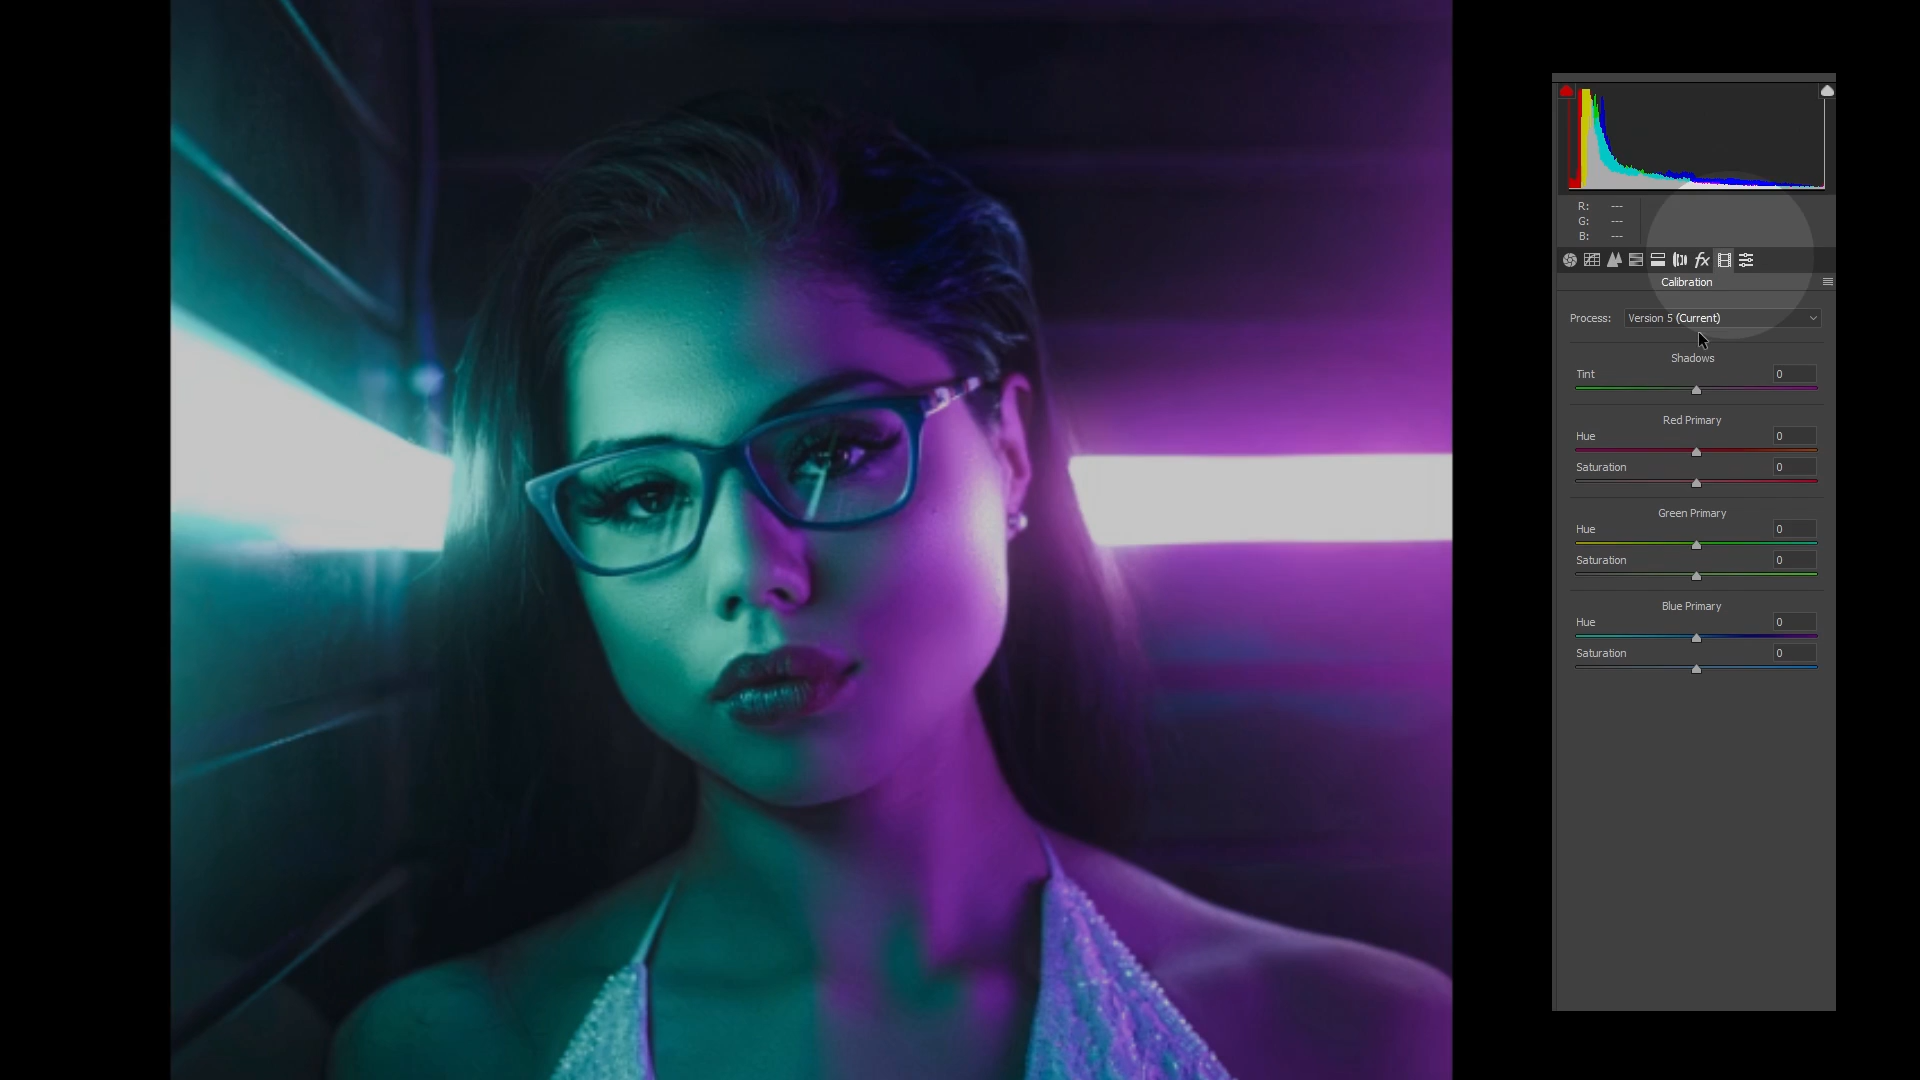 R: ---
G: ---
B: ---
fx
Calibration
Process: Version 5 (Current)
Shadows
Tint 0
Red Primary
Hue 0
Saturation 0
Green Primary
Hue 0
Saturation 0
Blue Primary
Hue 0
Saturation 0